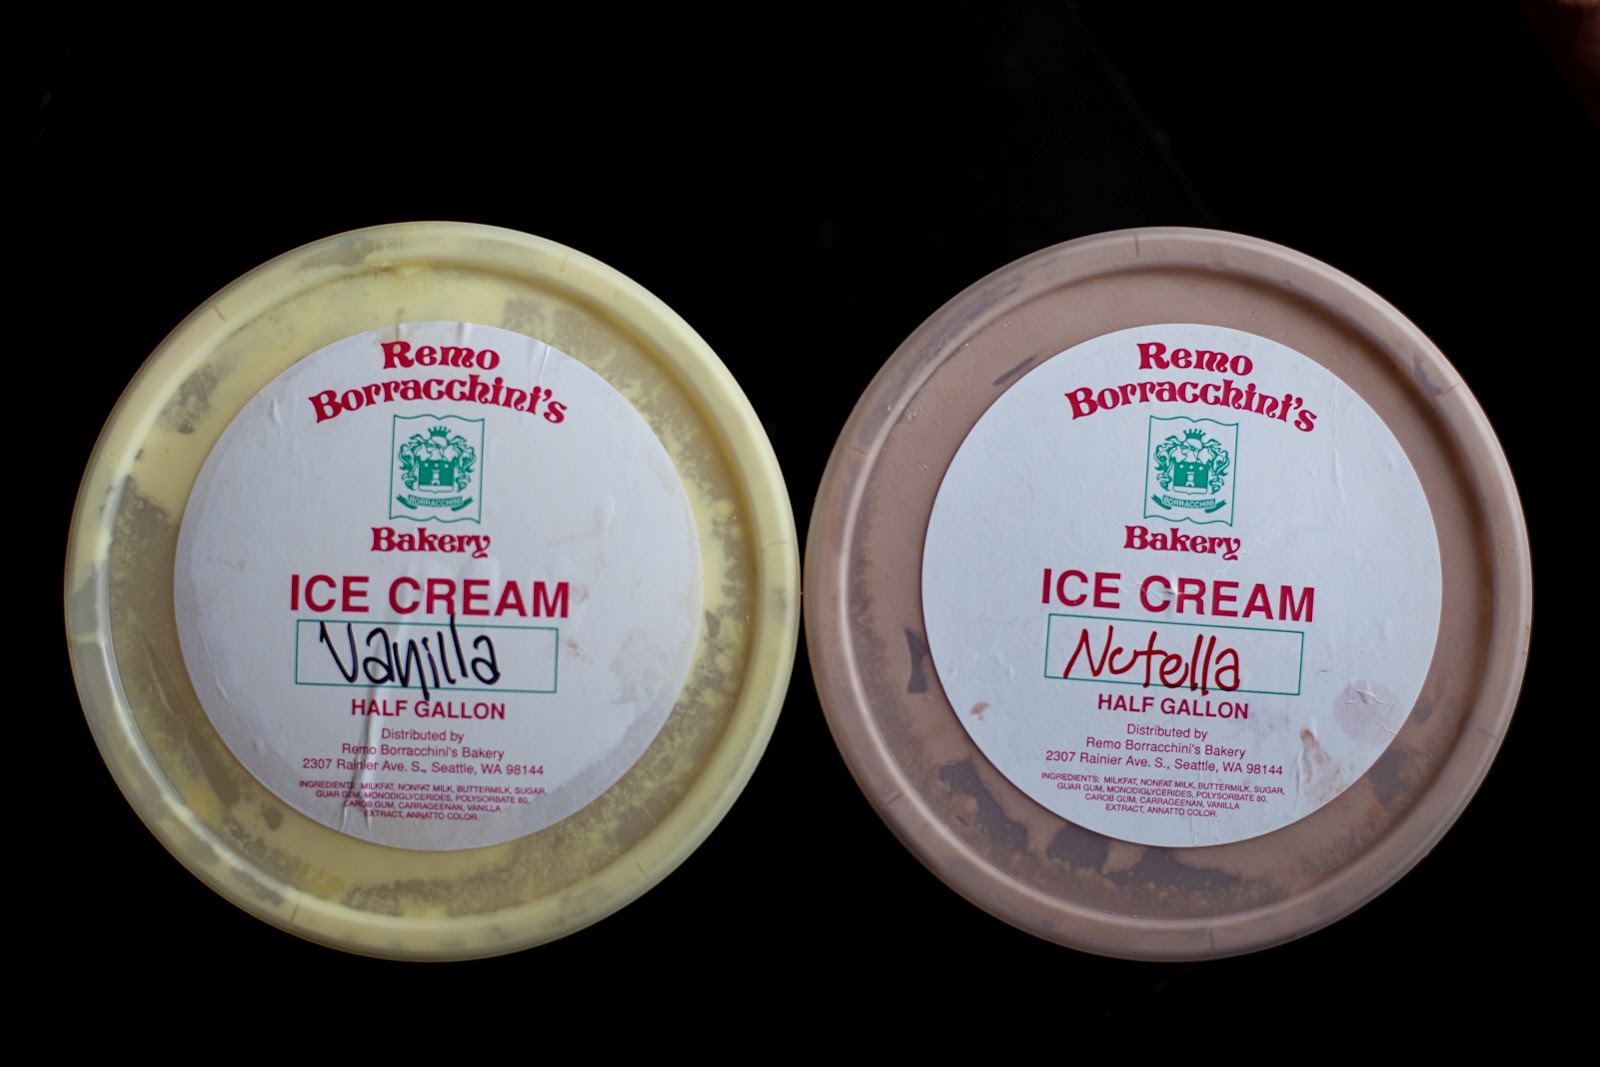 Remo
Borracchini's
BORRACCHINI
Bakery
ICE CREAM
Vanilla
HALF GALLON
Distributed by
Remo Borracchini's Bakery
2307 Rainier Ave. S., Seattle, WA 98144
INGREDIENTS: MILKFAT, NONFAT MILK, BUTTERMILK, SUGAR,
GUAR GUM, MONODIGLYCERIDES, POLYSORBATE 80,
CAROB GUM, CARRAGEENAN, VANILLA
EXTRACT, ANNATTO COLOR.
Remo
Borracchini's
BORRACCHINI
Bakery
ICE CREAM
Nutella
HALF GALLON
Distributed by
Remo Borracchini's Bakery
2307 Rainier Ave. S., Seattle, WA 98144
INGREDIENTS: MILKFAT, NONFAT MILK, BUTTERMILK, SUGAR,
GUAR GUM, MONODIGLYCERIDES, POLYSORBATE 80,
CAROB GUM, CARRAGEENAN, VANILLA
EXTRACT, ANNATTO COLOR.